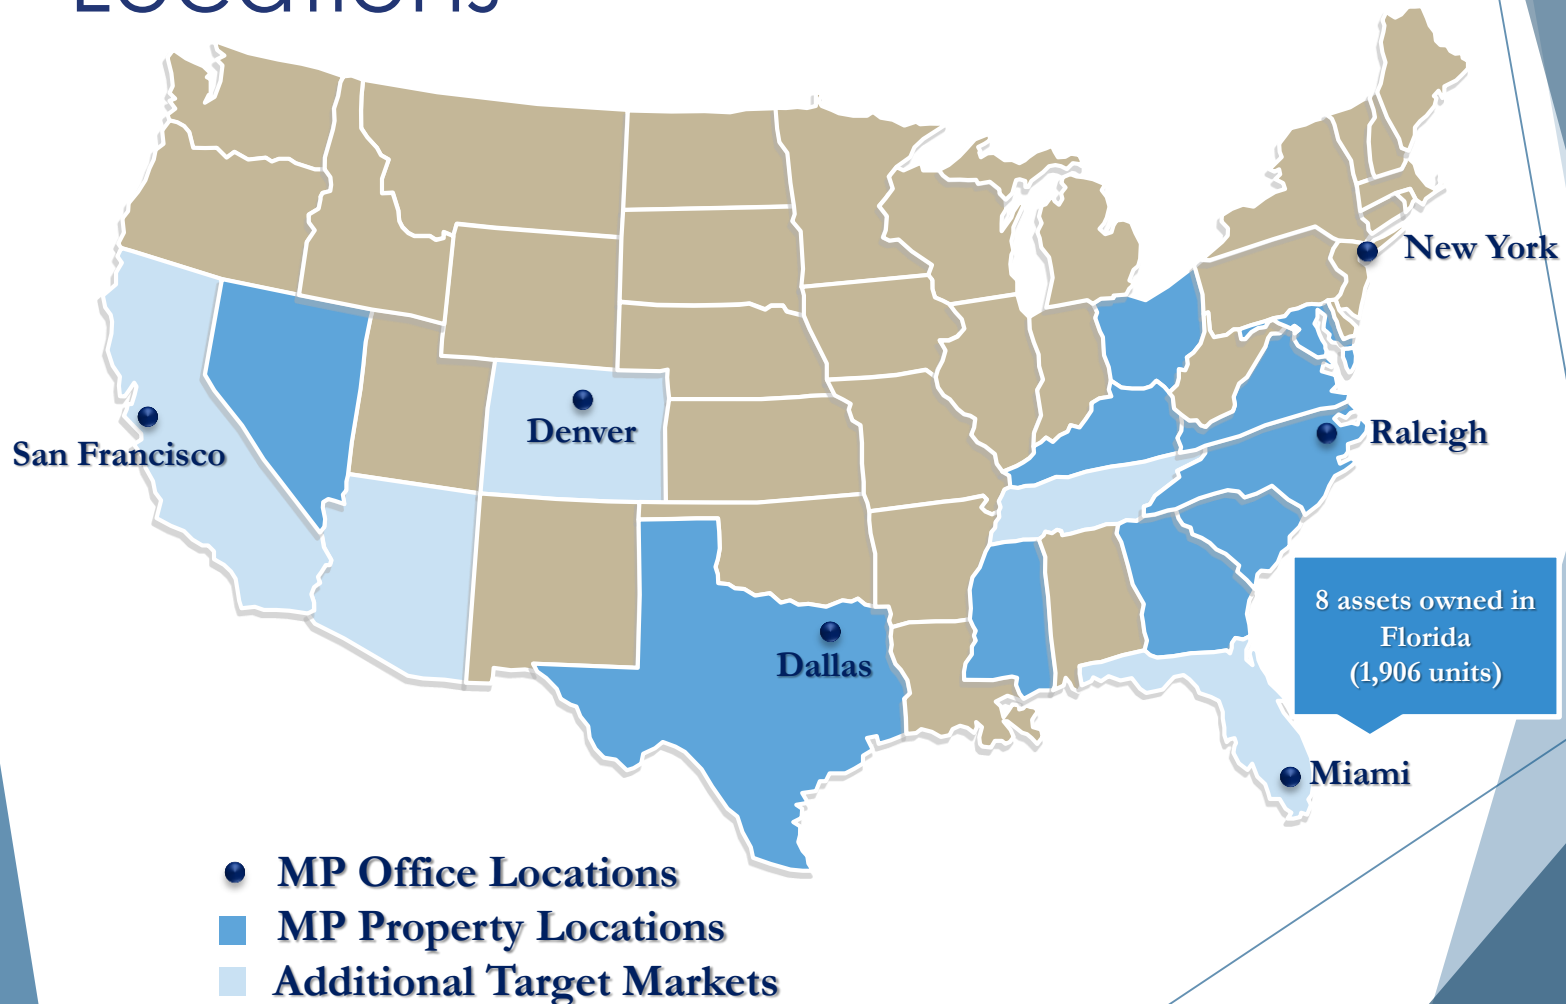 Locations
New York
Denver
San Francisco
Raleigh
8 assets owned in
Florida
(1,906 units)
Dallas
Miami
MP Office Locations
MP Property Locations
Additional Target Markets